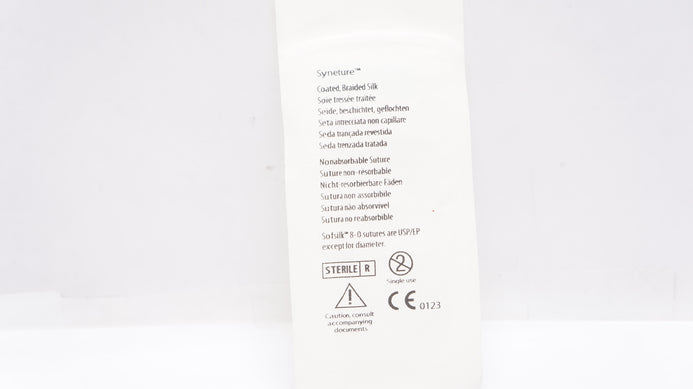 Syneture™
Coated, Braided Silk
Soie tressée traitée
Seide, beschichtet, geflochten
Seta intrecciata non capillare
Seda trançada revestida
Seda trenzada tratada
Nonabsorbable Suture
Suture non-résorbable
Nicht-resorbierbare Fäden
Sutura non assorbibile
Sutura não absorvível
Sutura no reabsorbible
Sofsilk™ 8-0 sutures are USP/EP
except for diameter.
STERILE R
2
Single use
!
Caution, consult
accompanying
documents
CE 0123